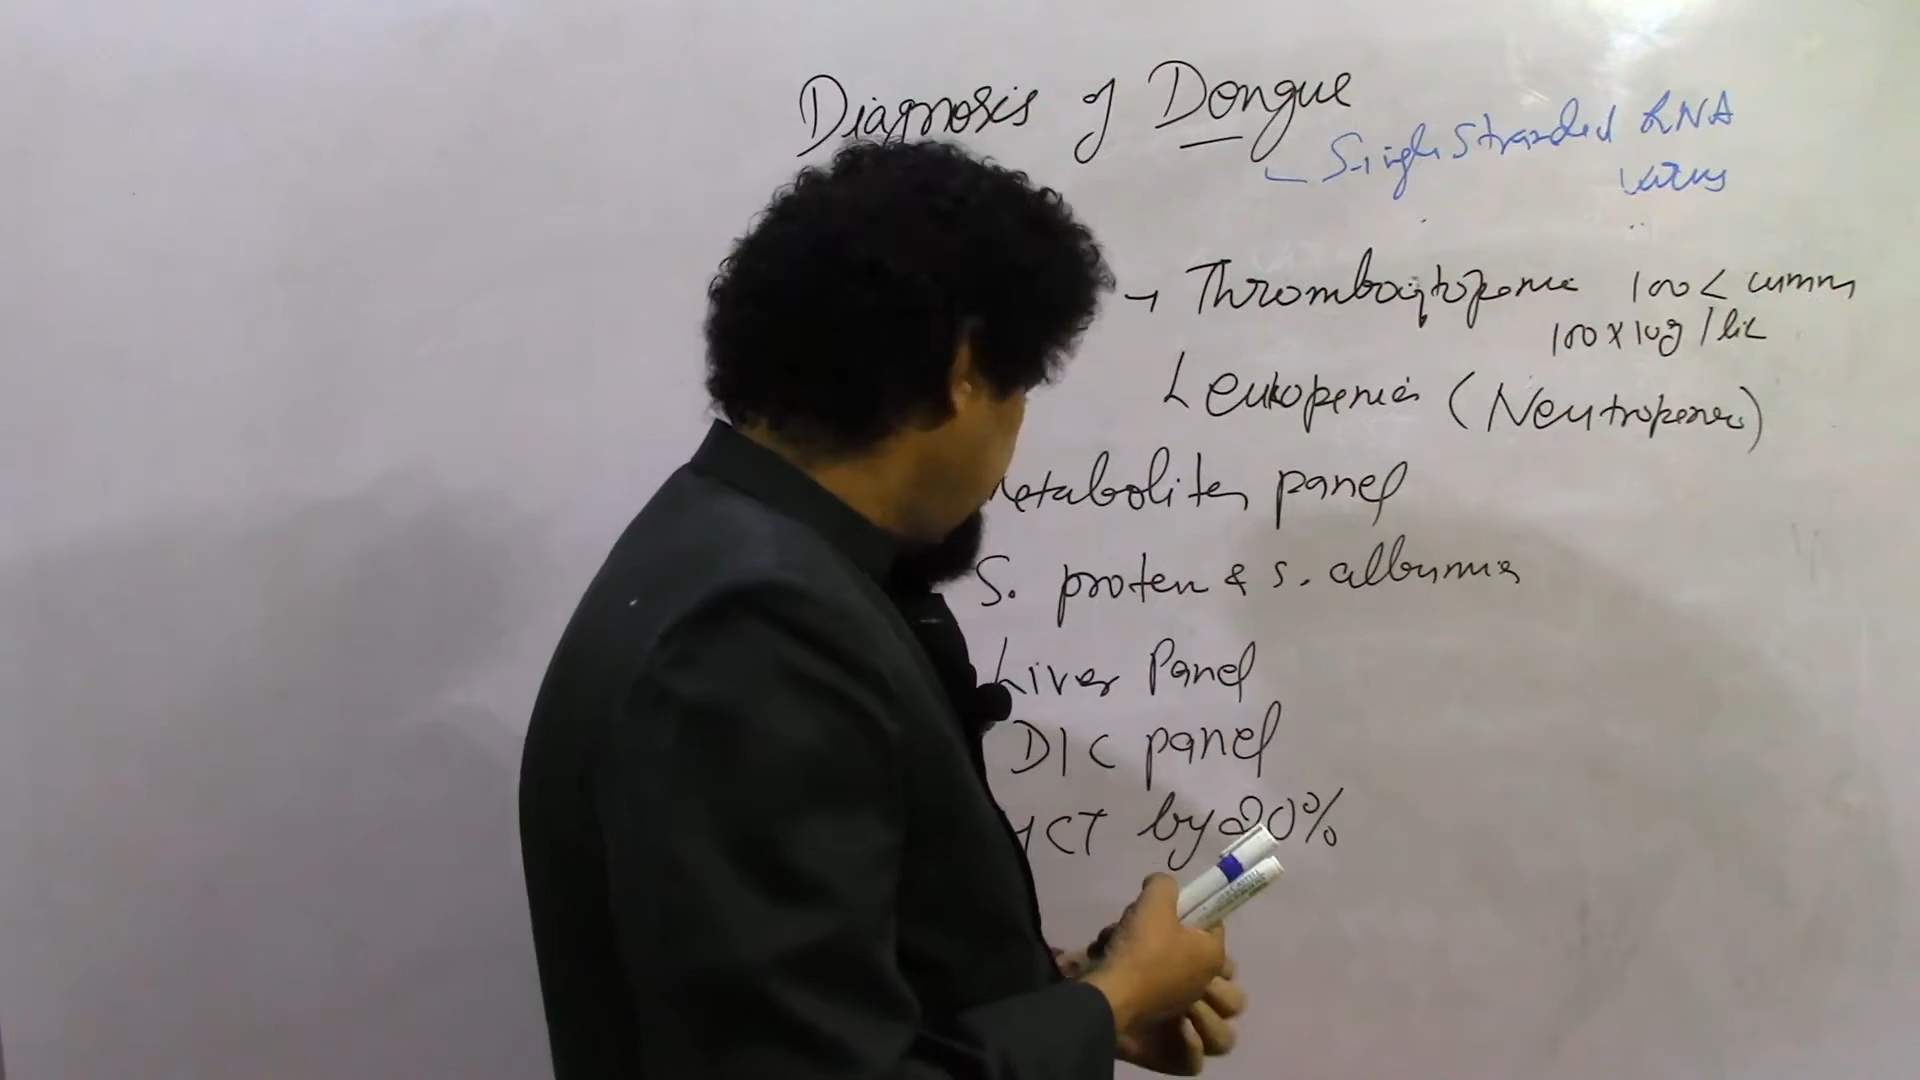 Diagnosis of Dongue
Single Stranded RNA
virus
→ Thrombocytopenia 100< cumm
100 x 109 / lit
Leukopenia (Neutropenia)
Metabolites panel
S. protein & S. albumin
Liver Panel
DIC panel
HCT by 20%